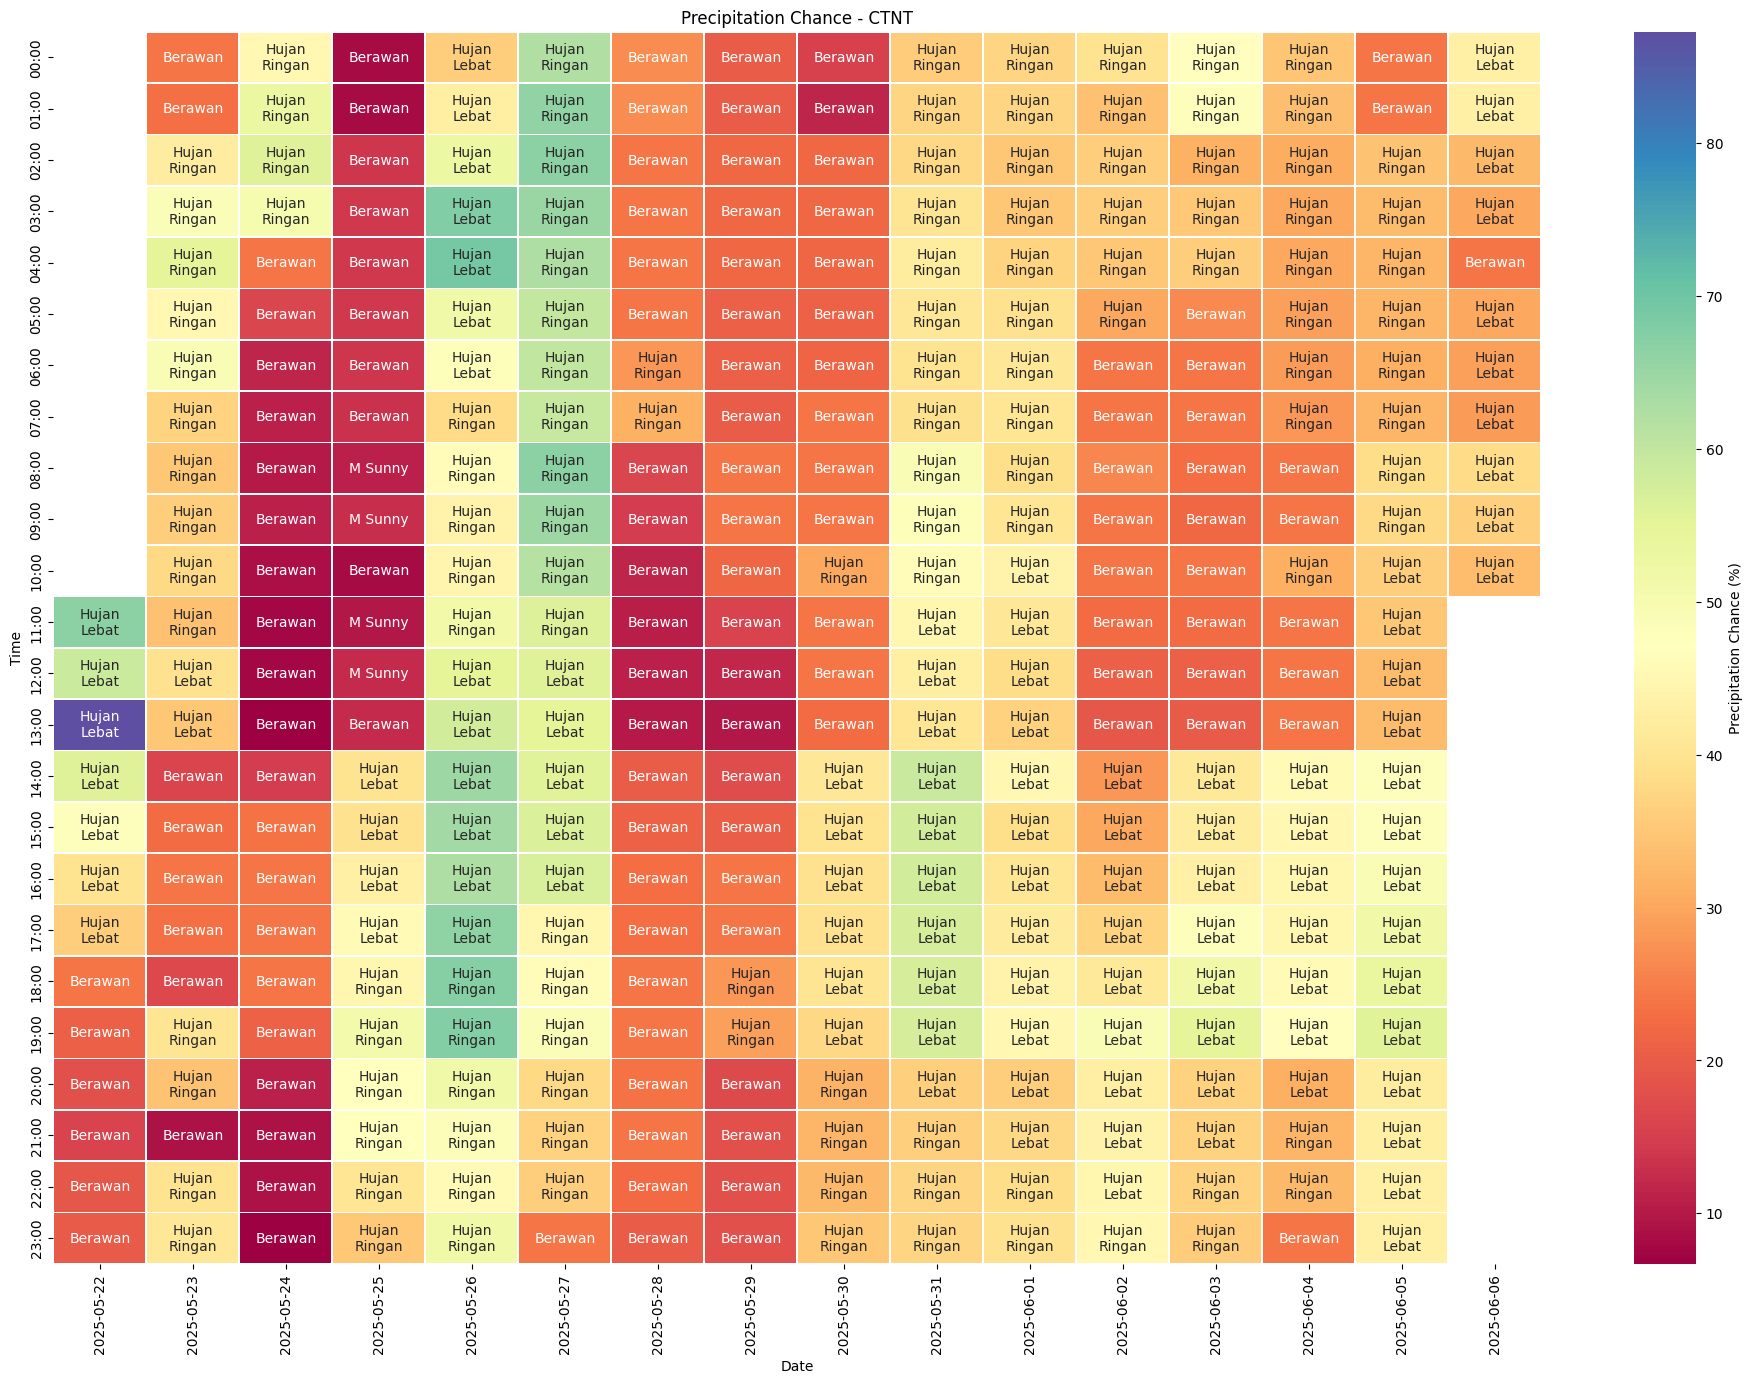 Precipitation Chance - CTNT
00:00 Berawan Hujan Ringan Berawan Hujan Lebat Hujan Ringan Berawan Berawan Berawan Hujan Ringan Hujan Ringan Hujan Ringan Hujan Ringan Hujan Ringan Berawan Hujan Lebat
01:00 Berawan Hujan Ringan Berawan Hujan Lebat Hujan Ringan Berawan Berawan Berawan Hujan Ringan Hujan Ringan Hujan Ringan Hujan Ringan Hujan Ringan Berawan Hujan Lebat
02:00 Hujan Ringan Hujan Ringan Berawan Hujan Lebat Hujan Ringan Berawan Berawan Berawan Hujan Ringan Hujan Ringan Hujan Ringan Hujan Ringan Hujan Ringan Hujan Ringan Hujan Lebat
03:00 Hujan Ringan Hujan Ringan Berawan Hujan Lebat Hujan Ringan Berawan Berawan Berawan Hujan Ringan Hujan Ringan Hujan Ringan Hujan Ringan Hujan Ringan Hujan Ringan Hujan Lebat
04:00 Hujan Ringan Berawan Berawan Hujan Lebat Hujan Ringan Berawan Berawan Berawan Hujan Ringan Hujan Ringan Hujan Ringan Hujan Ringan Hujan Ringan Hujan Ringan Berawan
05:00 Hujan Ringan Berawan Berawan Hujan Lebat Hujan Ringan Berawan Berawan Berawan Hujan Ringan Hujan Ringan Hujan Ringan Berawan Hujan Ringan Hujan Ringan Hujan Lebat
06:00 Hujan Ringan Berawan Berawan Hujan Lebat Hujan Ringan Hujan Ringan Berawan Berawan Hujan Ringan Hujan Ringan Berawan Berawan Hujan Ringan Hujan Ringan Hujan Lebat
07:00 Hujan Ringan Berawan Berawan Hujan Ringan Hujan Ringan Hujan Ringan Berawan Berawan Hujan Ringan Hujan Ringan Berawan Berawan Hujan Ringan Hujan Ringan Hujan Lebat
08:00 Hujan Ringan Berawan M Sunny Hujan Ringan Hujan Ringan Berawan Berawan Berawan Hujan Ringan Hujan Ringan Berawan Berawan Berawan Hujan Ringan Hujan Lebat
09:00 Hujan Ringan Berawan M Sunny Hujan Ringan Hujan Ringan Berawan Berawan Berawan Hujan Ringan Hujan Ringan Berawan Berawan Berawan Hujan Ringan Hujan Lebat
10:00 Hujan Ringan Berawan Berawan Hujan Ringan Hujan Ringan Berawan Berawan Hujan Ringan Hujan Ringan Hujan Lebat Berawan Berawan Hujan Ringan Hujan Lebat Hujan Lebat
11:00 Hujan Lebat Hujan Ringan Berawan M Sunny Hujan Ringan Hujan Ringan Berawan Berawan Berawan Hujan Lebat Hujan Lebat Berawan Berawan Berawan Hujan Lebat
12:00 Hujan Lebat Hujan Lebat Berawan M Sunny Hujan Lebat Hujan Lebat Berawan Berawan Berawan Hujan Lebat Hujan Lebat Berawan Berawan Berawan Hujan Lebat
13:00 Hujan Lebat Hujan Lebat Berawan Berawan Hujan Lebat Hujan Lebat Berawan Berawan Berawan Hujan Lebat Hujan Lebat Berawan Berawan Berawan Hujan Lebat
14:00 Hujan Lebat Berawan Berawan Hujan Lebat Hujan Lebat Hujan Lebat Berawan Berawan Hujan Lebat Hujan Lebat Hujan Lebat Hujan Lebat Hujan Lebat Hujan Lebat Hujan Lebat
15:00 Hujan Lebat Berawan Berawan Hujan Lebat Hujan Lebat Hujan Lebat Berawan Berawan Hujan Lebat Hujan Lebat Hujan Lebat Hujan Lebat Hujan Lebat Hujan Lebat Hujan Lebat
16:00 Hujan Lebat Berawan Berawan Hujan Lebat Hujan Lebat Hujan Lebat Berawan Berawan Hujan Lebat Hujan Lebat Hujan Lebat Hujan Lebat Hujan Lebat Hujan Lebat Hujan Lebat
17:00 Hujan Lebat Berawan Berawan Hujan Lebat Hujan Lebat Hujan Ringan Berawan Berawan Hujan Lebat Hujan Lebat Hujan Lebat Hujan Lebat Hujan Lebat Hujan Lebat Hujan Lebat
18:00 Berawan Berawan Berawan Hujan Ringan Hujan Ringan Hujan Ringan Berawan Hujan Ringan Hujan Lebat Hujan Lebat Hujan Lebat Hujan Lebat Hujan Lebat Hujan Lebat Hujan Lebat
19:00 Berawan Hujan Ringan Berawan Hujan Ringan Hujan Ringan Hujan Ringan Berawan Hujan Ringan Hujan Lebat Hujan Lebat Hujan Lebat Hujan Lebat Hujan Lebat Hujan Lebat Hujan Lebat
20:00 Berawan Hujan Ringan Berawan Hujan Ringan Hujan Ringan Hujan Ringan Berawan Berawan Hujan Ringan Hujan Lebat Hujan Lebat Hujan Lebat Hujan Lebat Hujan Lebat Hujan Lebat
21:00 Berawan Berawan Berawan Hujan Ringan Hujan Ringan Hujan Ringan Berawan Berawan Hujan Ringan Hujan Ringan Hujan Lebat Hujan Lebat Hujan Lebat Hujan Ringan Hujan Lebat
22:00 Berawan Hujan Ringan Berawan Hujan Ringan Hujan Ringan Hujan Ringan Berawan Berawan Hujan Ringan Hujan Ringan Hujan Ringan Hujan Lebat Hujan Ringan Hujan Ringan Hujan Lebat
23:00 Berawan Hujan Ringan Berawan Hujan Ringan Hujan Ringan Berawan Berawan Berawan Hujan Ringan Hujan Ringan Hujan Ringan Hujan Ringan Hujan Ringan Berawan Hujan Lebat
Time
2025-05-22 2025-05-23 2025-05-24 2025-05-25 2025-05-26 2025-05-27 2025-05-28 2025-05-29 2025-05-30 2025-05-31 2025-06-01 2025-06-02 2025-06-03 2025-06-04 2025-06-05 2025-06-06
Date
80
70
60
50
40
30
20
10
Precipitation Chance (%)